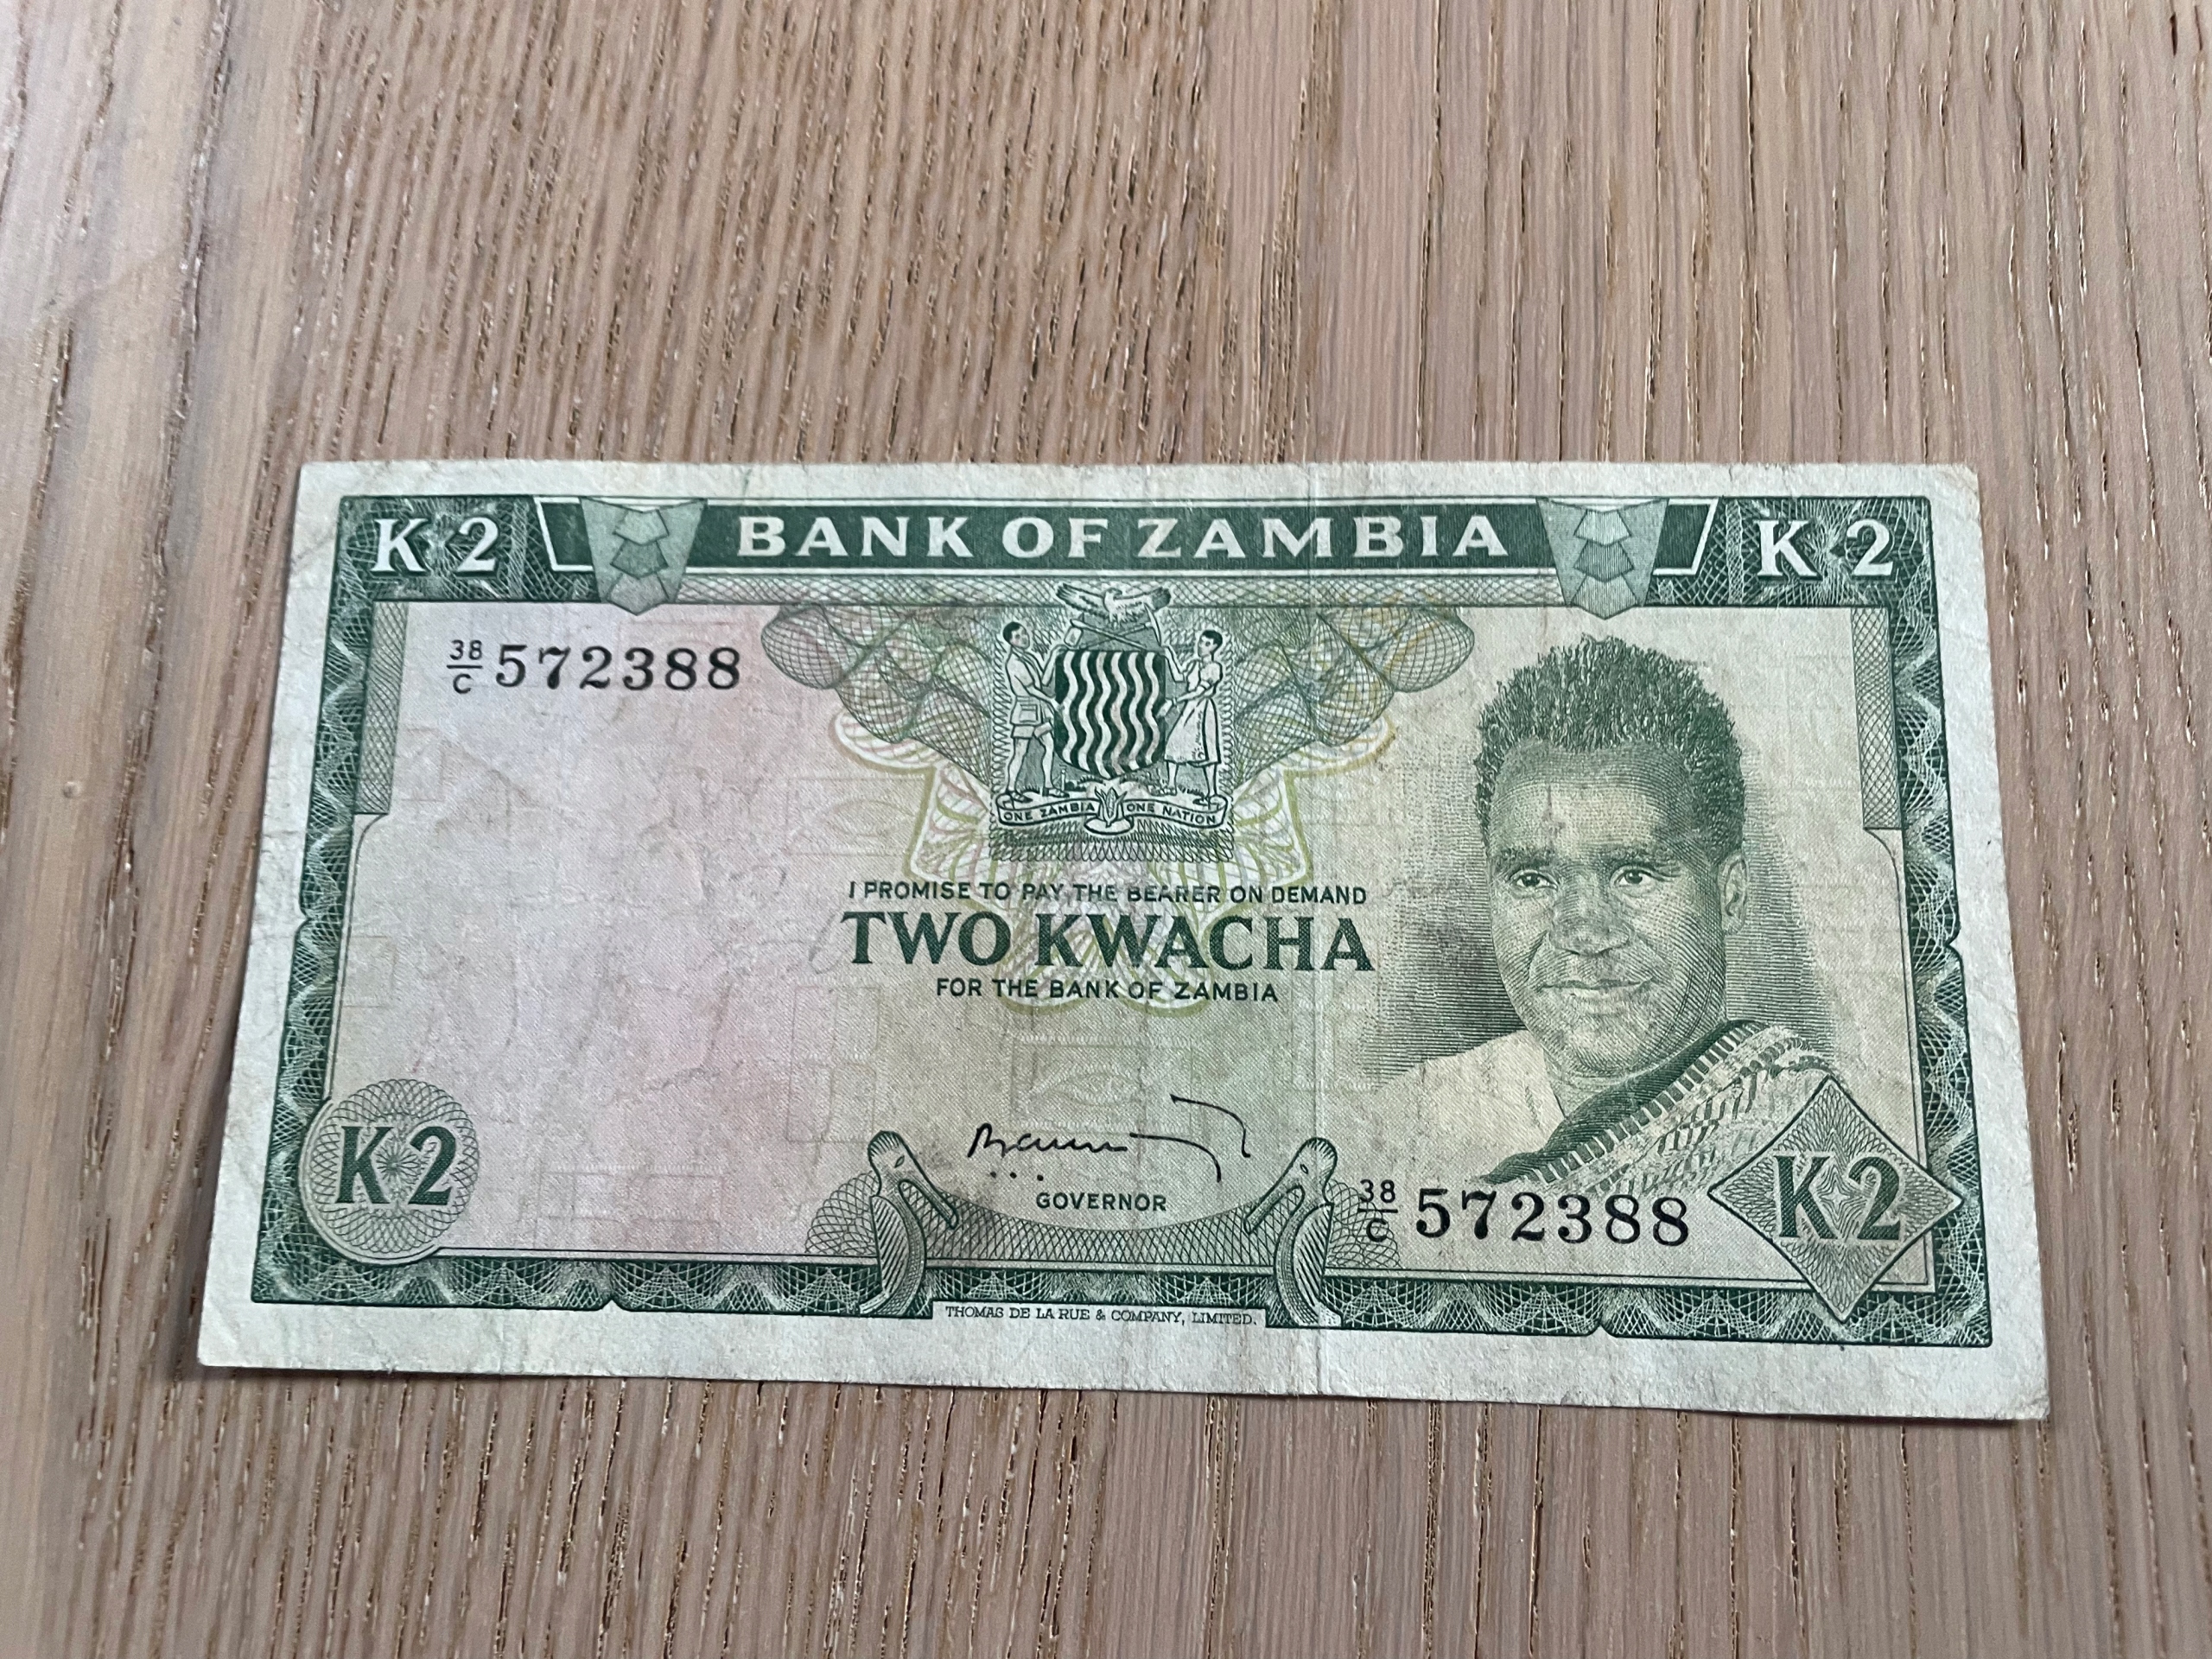 K2
BANK OF ZAMBIA
K2
38/C 572388
ONE ZAMBIA ONE NATION
I PROMISE TO PAY THE BEARER ON DEMAND
TWO KWACHA
FOR THE BANK OF ZAMBIA
GOVERNOR
K2
38/C 572388
K2
THOMAS DE LA RUE & COMPANY, LIMITED.